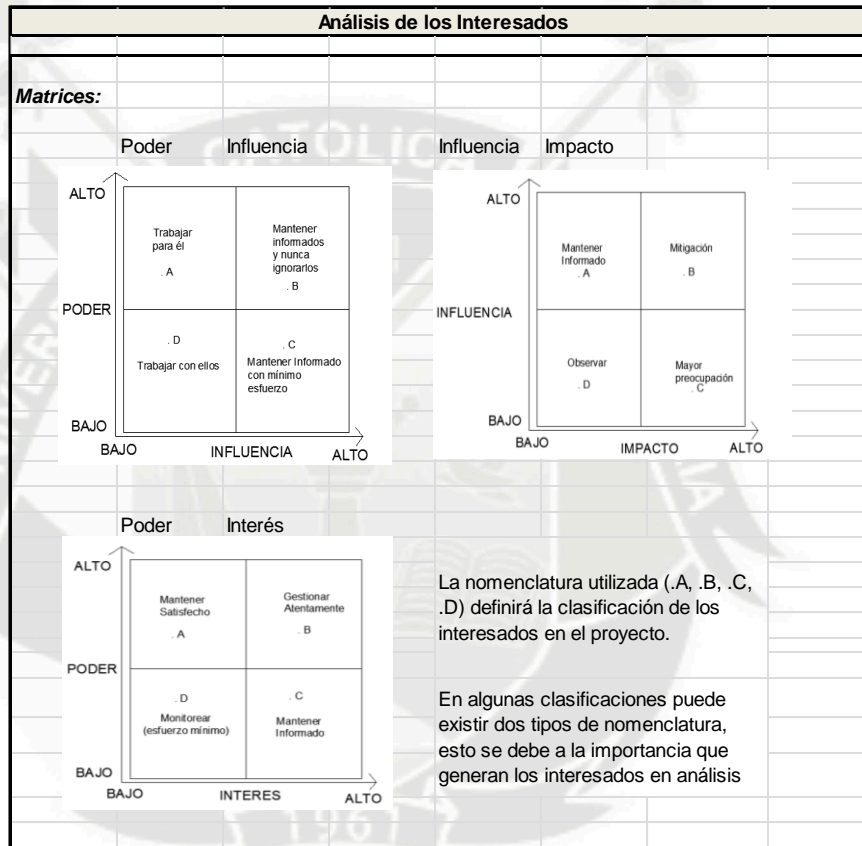 Análisis de los Interesados
Matrices:
Poder Influencia
ALTO
Trabajar
para él
. A
Mantener
informados
y nunca
ignorarlos
. B
PODER
. D
Trabajar con ellos
. C
Mantener Informado
con mínimo
esfuerzo
BAJO
BAJO INFLUENCIA ALTO
Influencia Impacto
ALTO
Mantener
Informado
. A
Mitigación
. B
INFLUENCIA
Observar
. D
Mayor
preocupación
. C
BAJO
BAJO IMPACTO ALTO
Poder Interés
ALTO
Mantener
Satisfecho
. A
Gestionar
Atentamente
. B
PODER
. D
Monitorear
(esfuerzo mínimo)
. C
Mantener
Informado
BAJO
BAJO INTERES ALTO
La nomenclatura utilizada (.A, .B, .C,
.D) definirá la clasificación de los
interesados en el proyecto.
En algunas clasificaciones puede
existir dos tipos de nomenclatura,
esto se debe a la importancia que
generan los interesados en análisis